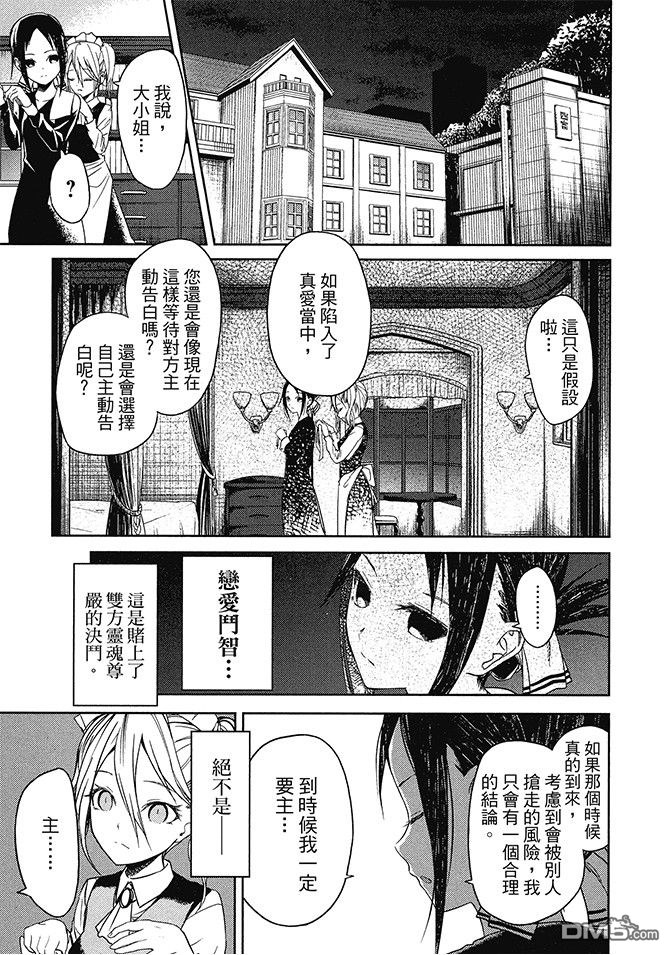 四宮
我說，
大小姐…
？
這只是假設
啦…
如果陷入了
真愛當中，
您還是會像現在
這樣等待對方主
動告白嗎？
還是會選擇
自己主動告
白呢？
………
戀愛鬥智…
這是賭上了
雙方靈魂尊
嚴的決鬥。
如果那個時候
真的到來，
考慮到會被別人
搶走的風險，我
只會有一個合理
的結論。
到時候我一定
要主…
絕不是——
主……
DM5.com